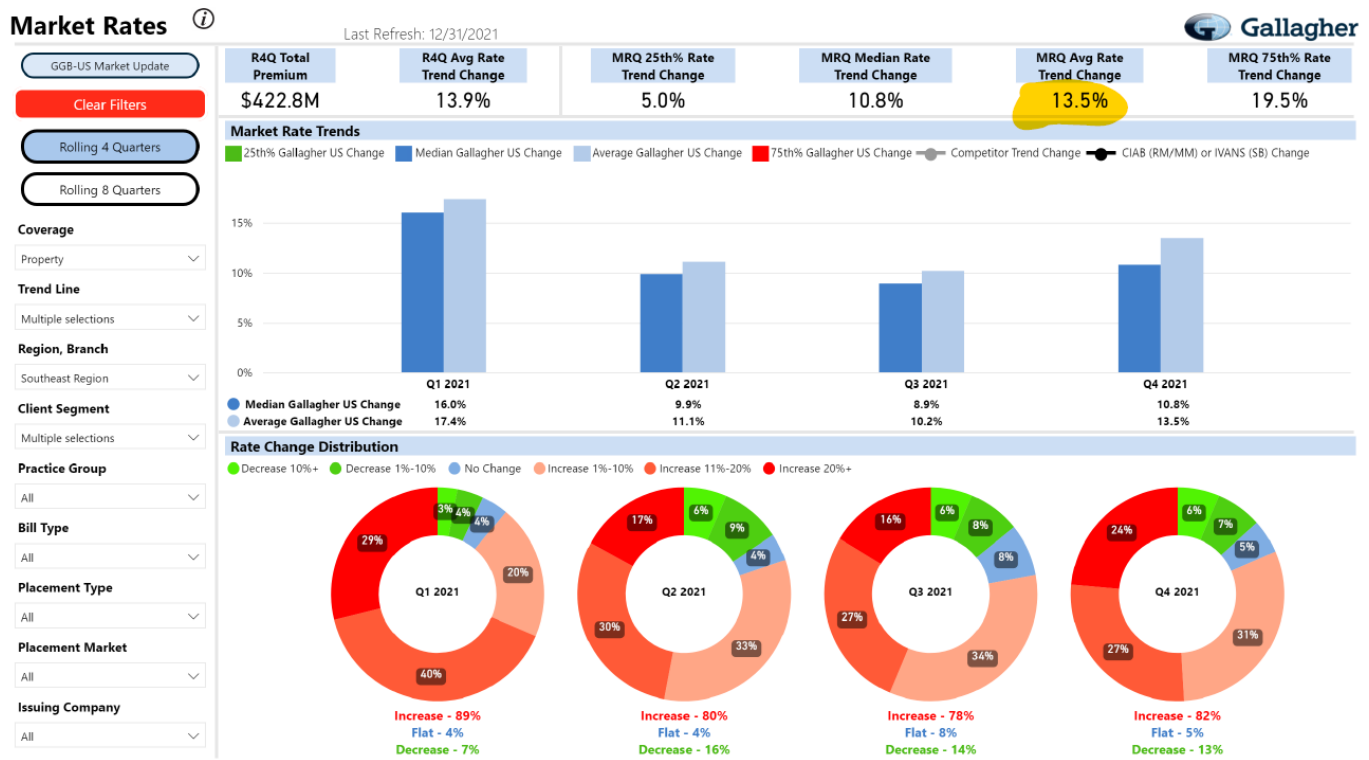 Market Rates
i
Last Refresh: 12/31/2021
Gallagher
GGB-US Market Update
Clear Filters
Rolling 4 Quarters
Rolling 8 Quarters
Coverage
Property
Trend Line
Multiple selections
Region, Branch
Southeast Region
Client Segment
Multiple selections
Practice Group
All
Bill Type
All
Placement Type
All
Placement Market
All
Issuing Company
All
R4Q Total
Premium
$422.8M
R4Q Avg Rate
Trend Change
13.9%
MRQ 25th% Rate
Trend Change
5.0%
MRQ Median Rate
Trend Change
10.8%
MRQ Avg Rate
Trend Change
13.5%
MRQ 75th% Rate
Trend Change
19.5%
Market Rate Trends
25th% Gallagher US Change Median Gallagher US Change Average Gallagher US Change 75th% Gallagher US Change Competitor Trend Change CIAB (RM/MM) or IVANS (SB) Change
15%
10%
5%
0%
Q1 2021 Q2 2021 Q3 2021 Q4 2021
Median Gallagher US Change 16.0% 9.9% 8.9% 10.8%
Average Gallagher US Change 17.4% 11.1% 10.2% 13.5%
Rate Change Distribution
Decrease 10%+ Decrease 1%-10% No Change Increase 1%-10% Increase 11%-20% Increase 20%+
3%
4%
4%
20%
40%
29%
Q1 2021
Increase - 89%
Flat - 4%
Decrease - 7%
6%
9%
4%
33%
30%
17%
Q2 2021
Increase - 80%
Flat - 4%
Decrease - 16%
6%
8%
8%
34%
27%
16%
Q3 2021
Increase - 78%
Flat - 8%
Decrease - 14%
6%
7%
5%
31%
27%
24%
Q4 2021
Increase - 82%
Flat - 5%
Decrease - 13%